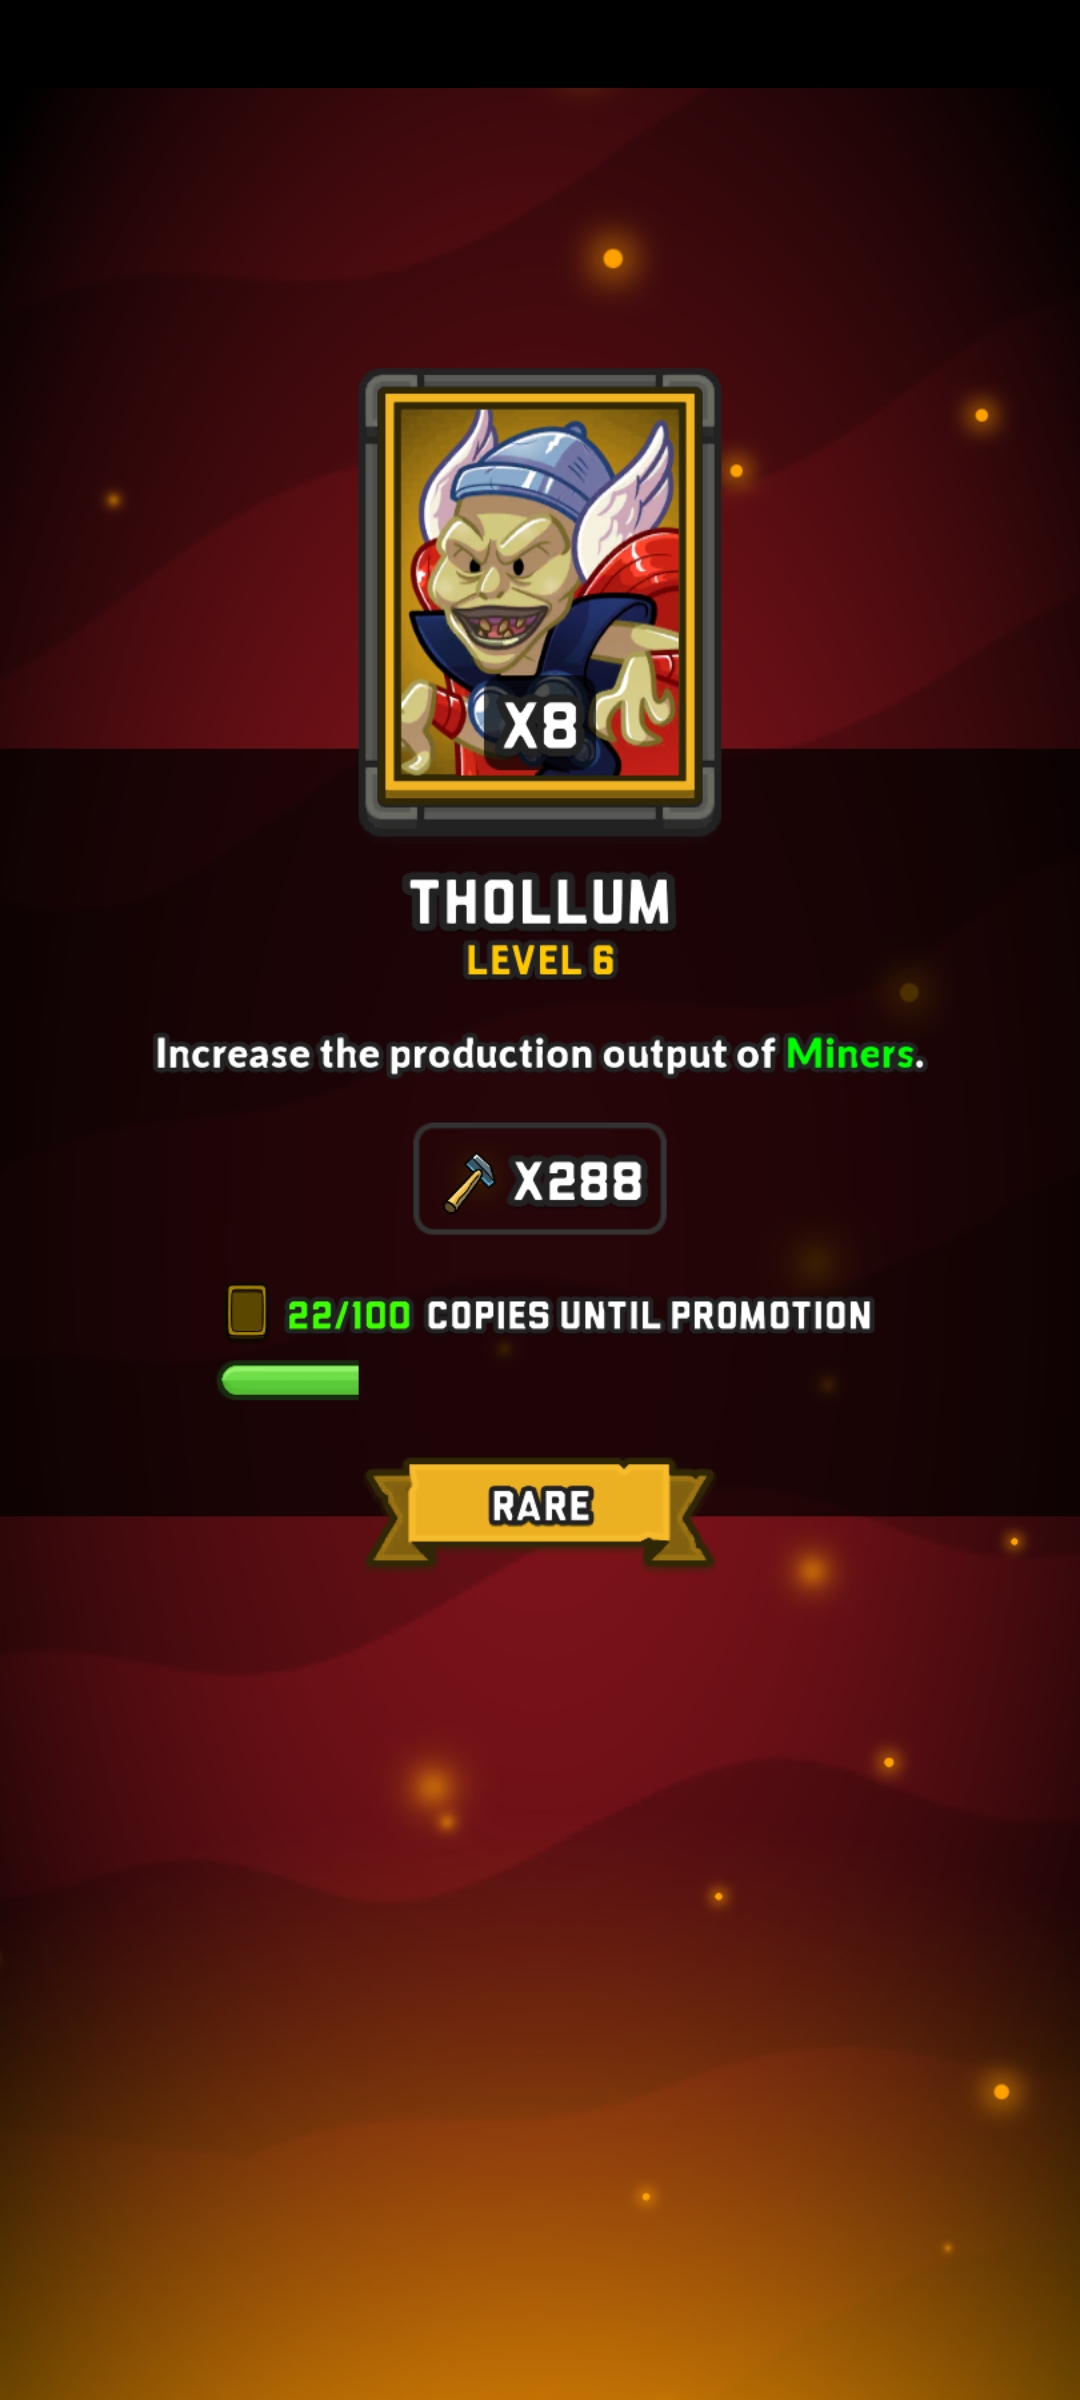 X8
THOLLUM
LEVEL 6
Increase the production output of Miners.
X288
22/100 COPIES UNTIL PROMOTION
RARE